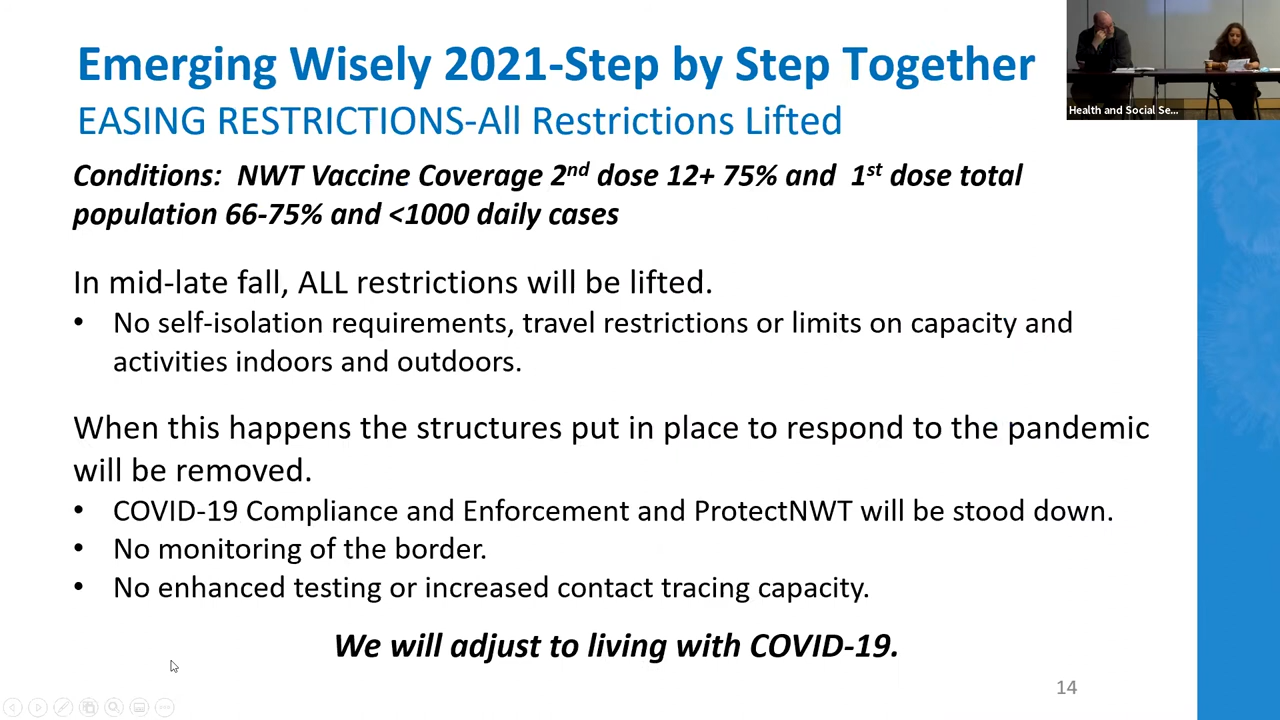 Emerging Wisely 2021-Step by Step Together
EASING RESTRICTIONS-All Restrictions Lifted
Health and Social Se...
Conditions:  NWT Vaccine Coverage 2nd dose 12+ 75% and  1st dose total
population 66-75% and <1000 daily cases
In mid-late fall, ALL restrictions will be lifted.
• No self-isolation requirements, travel restrictions or limits on capacity and
activities indoors and outdoors.
When this happens the structures put in place to respond to the pandemic
will be removed.
• COVID-19 Compliance and Enforcement and ProtectNWT will be stood down.
• No monitoring of the border.
• No enhanced testing or increased contact tracing capacity.
We will adjust to living with COVID-19.
14